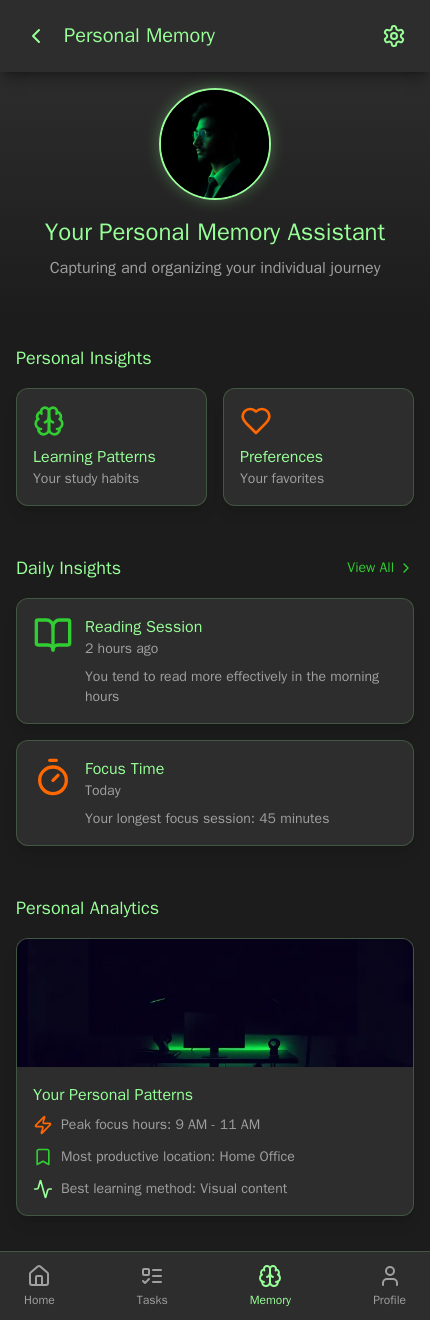 Personal Memory
Your Personal Memory Assistant
Capturing and organizing your individual journey
Personal Insights
Learning Patterns
Your study habits
Preferences
Your favorites
Daily Insights
View All
Reading Session
2 hours ago
You tend to read more effectively in the morning
hours
Focus Time
Today
Your longest focus session: 45 minutes
Personal Analytics
Your Personal Patterns
Peak focus hours: 9 AM - 11 AM
Most productive location: Home Office
Best learning method: Visual content
Home
Tasks
Memory
Profile